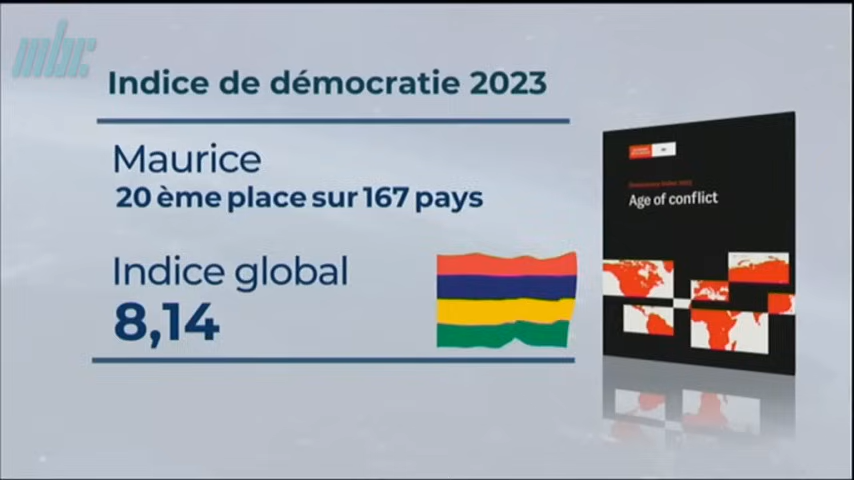 mbc
Indice de démocratie 2023
Maurice
20 ème place sur 167 pays
Indice global
8,14
Age of conflict